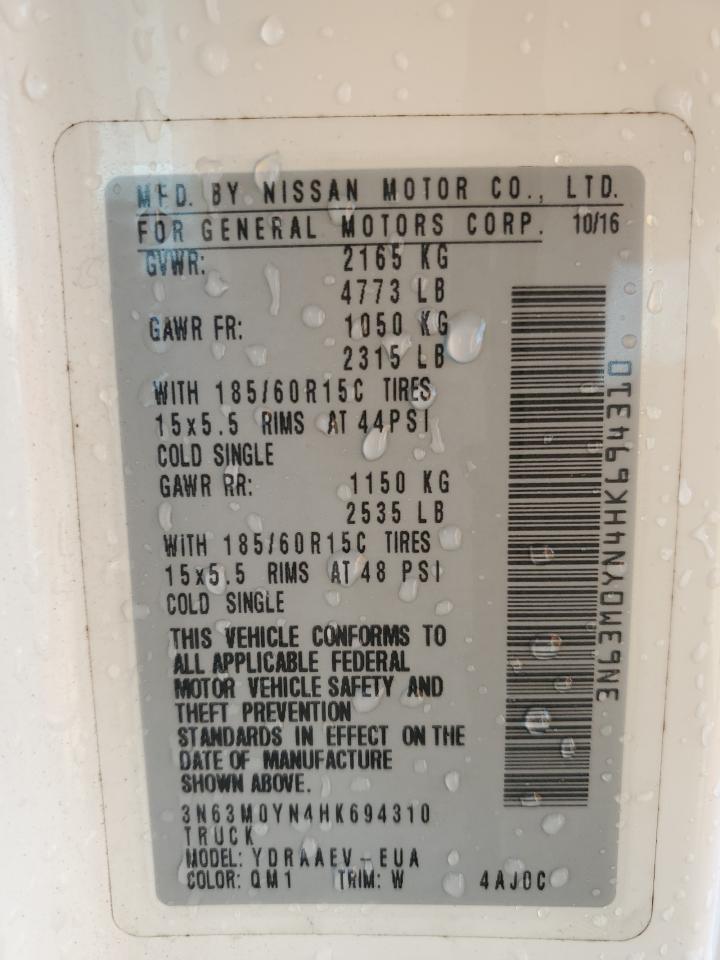 MFD. BY NISSAN MOTOR CO., LTD.
FOR GENERAL MOTORS CORP. 10/16
GVWR: 2165 KG
4773 LB
GAWR FR: 1050 KG
2315 LB
WITH 185/60R15C TIRES
15x5.5 RIMS AT 44PSI
COLD SINGLE
GAWR RR: 1150 KG
2535 LB
WITH 185/60R15C TIRES
15x5.5 RIMS AT 48 PSI
COLD SINGLE
THIS VEHICLE CONFORMS TO
ALL APPLICABLE FEDERAL
MOTOR VEHICLE SAFETY AND
THEFT PREVENTION
STANDARDS IN EFFECT ON THE
DATE OF MANUFACTURE
SHOWN ABOVE.
3N63M0YN4HK694310
TRUCK
MODEL: YDRAAEV-EUA
COLOR: QM1 TRIM: W 4AJ0C
3N63M0YN4HK694310